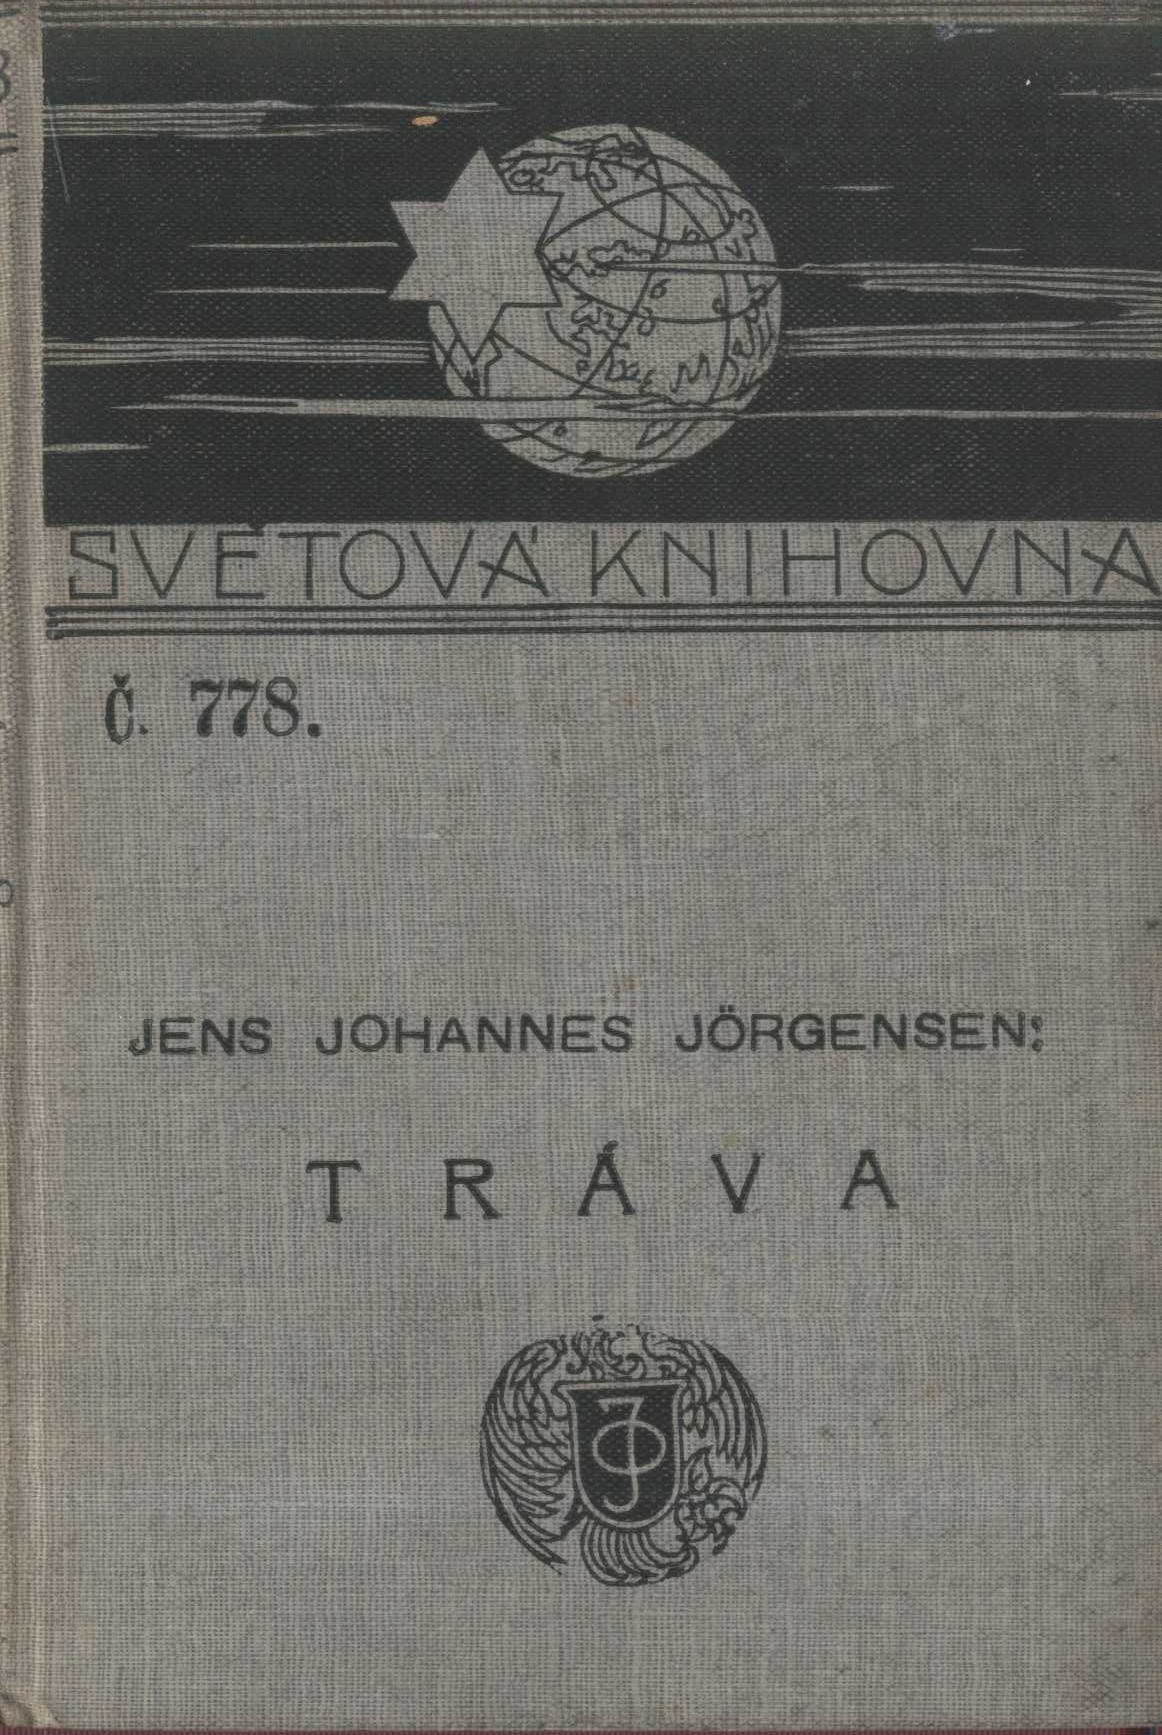 SVĚTOVÁ KNIHOVNA
Č. 778.
JENS JOHANNES JÖRGENSEN:
TRÁVA